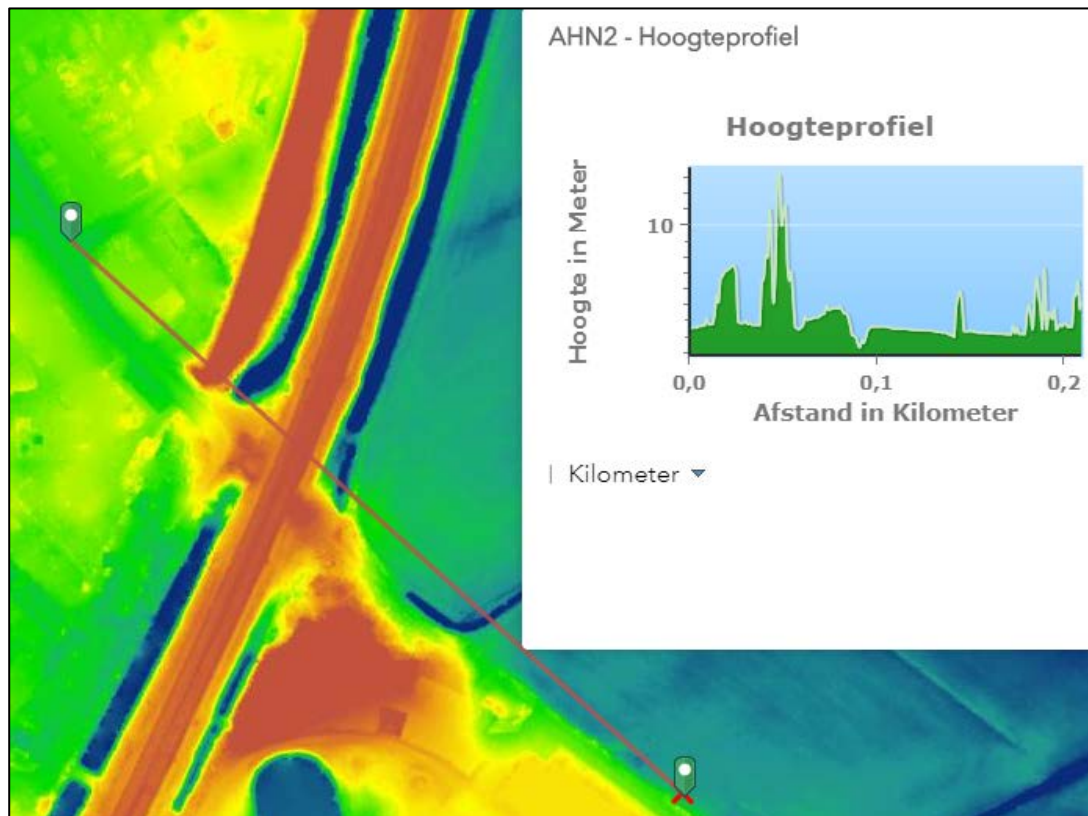 AHN2 - Hoogteprofiel
Hoogteprofiel
Hoogte in Meter
10
0,0
0,1
0,2
Afstand in Kilometer
| Kilometer